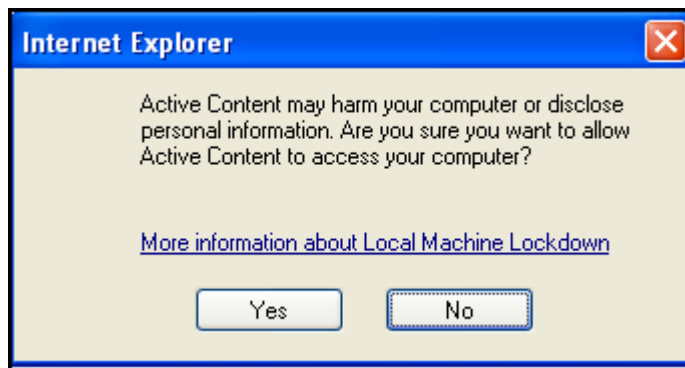 Internet Explorer
Active Content may harm your computer or disclose
personal information. Are you sure you want to allow
Active Content to access your computer?
More information about Local Machine Lockdown
Yes
No